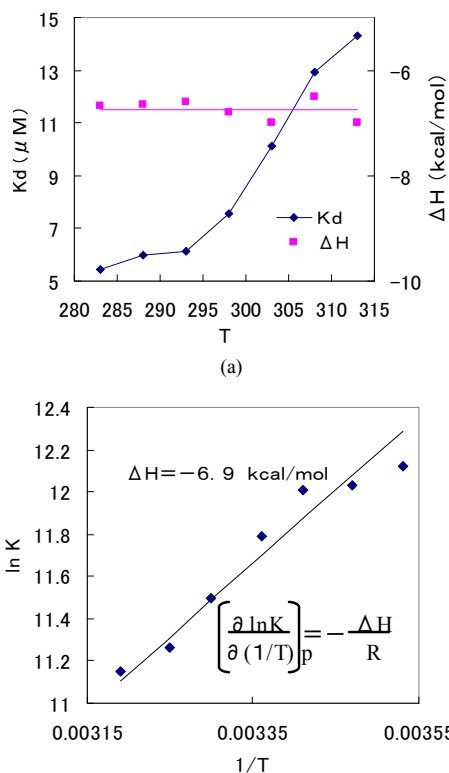 15
13
11
9
7
5
Kd (μM)
−6
−8
−10
ΔH (kcal/mol)
Kd
ΔH
280 285 290 295 300 305 310 315
T
(a)
12.4
12.2
12
11.8
11.6
11.4
11.2
11
ln K
ΔH=−6. 9 kcal/mol
[∂ lnK / ∂ (1/T)]p = − ΔH / R
0.00315 0.00335 0.00355
1/T